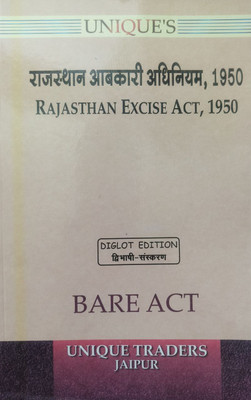 UNIQUE'S
राजस्थान आबकारी अधिनियम, 1950
RAJASTHAN EXCISE ACT, 1950
DIGLOT EDITION
द्विभाषी-संस्करण
BARE ACT
UNIQUE TRADERS
JAIPUR